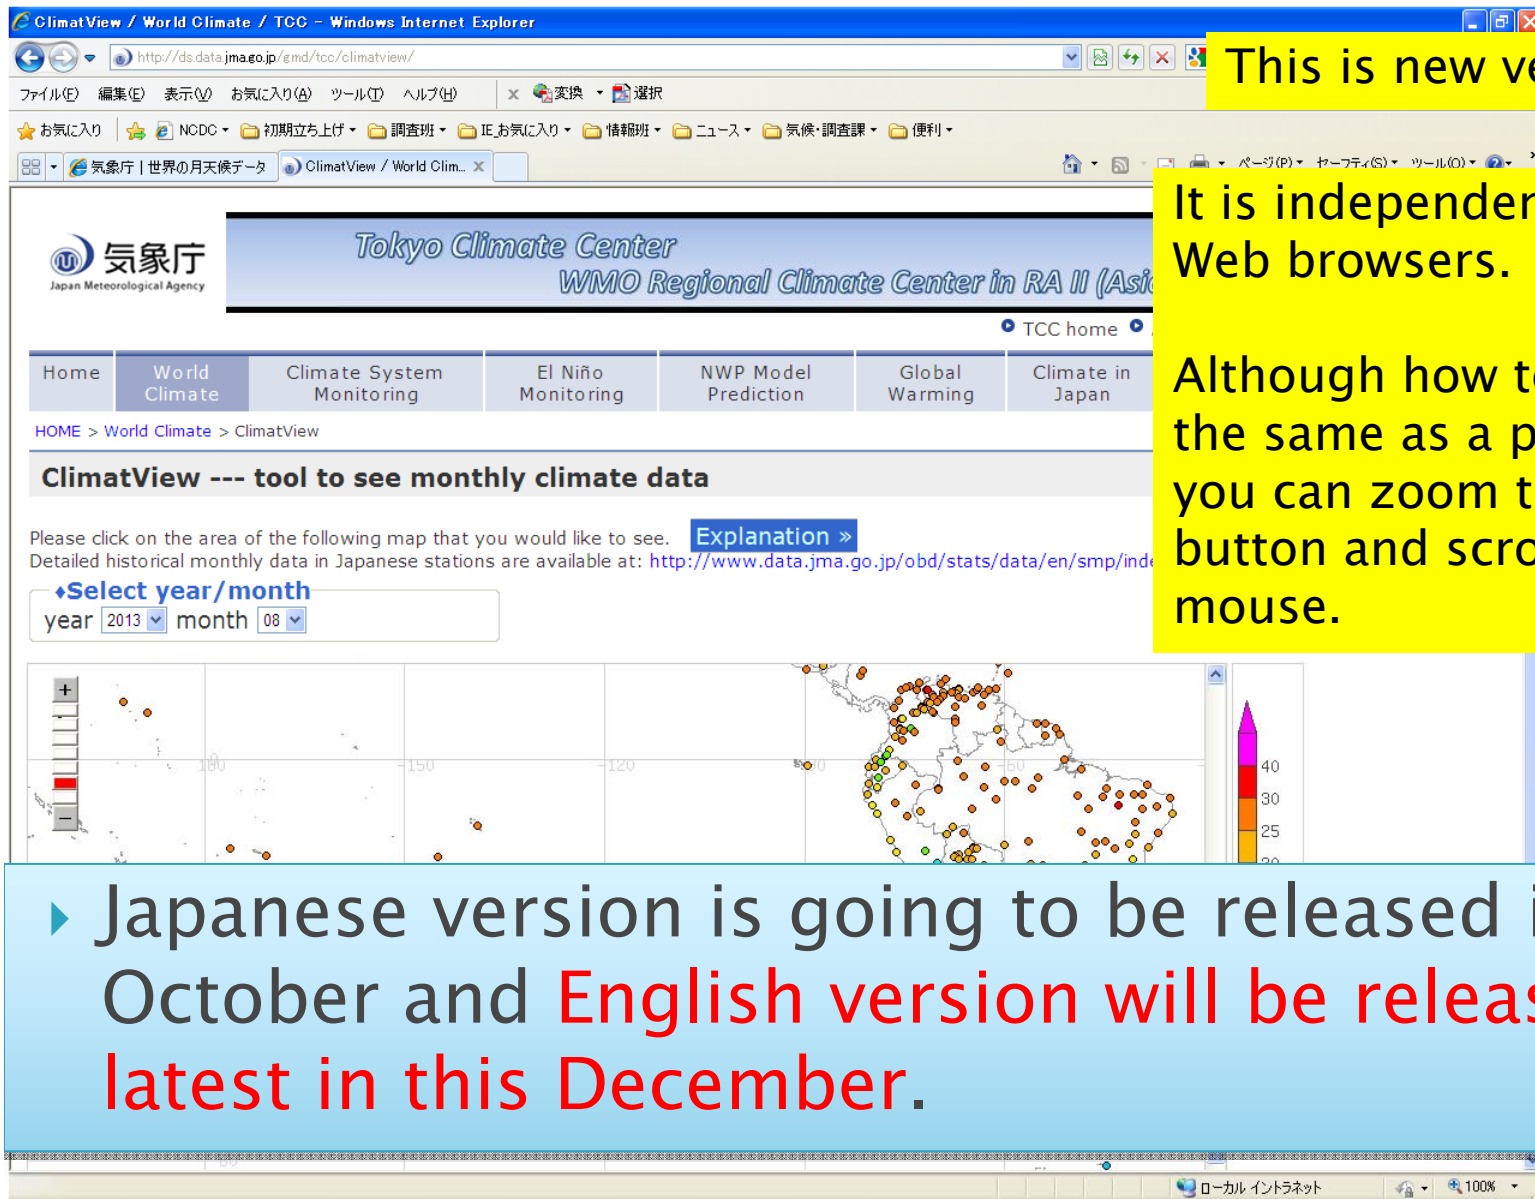 ClimatView / World Climate / TCC - Windows Internet Explorer
http://ds.data.jma.go.jp/gmd/tcc/climatview/
This is new
ファイル(F) 編集(E) 表示(V) お気に入り(A) ツール(T) ヘルプ(H) x 変換 選択
お気に入り NCDC 初期立ち上げ 調査班 IE_お気に入り 情報班 ニュース 気候・調査課 便利
気象庁 | 世界の月天候データ ClimatView / World Clim... x
ページ(P) セーフティ(S) ツール(O)
It is
Web browsers.
Although how
the same as a
you can zoom
button and
mouse.
気象庁
Japan Meteorological Agency
Tokyo Climate Center
WMO Regional Climate Center in RA II
TCC home
Home World Climate Climate System Monitoring El Niño Monitoring NWP Model Prediction Global Warming Climate in Japan
HOME > World Climate > ClimatView
ClimatView --- tool to see monthly climate data
Please click on the area of the following map that you would like to see. Explanation »
Detailed historical monthly data in Japanese stations are available at: http://www.data.jma.go.jp/obd/stats/data/en/smp/inde
♦Select year/month
year 2013 month 08
+
−
180 -150 -120 -60
40
30
25
Japanese version is going to be released
October and English version will be
latest in this December.
ローカル イントラネット 100%